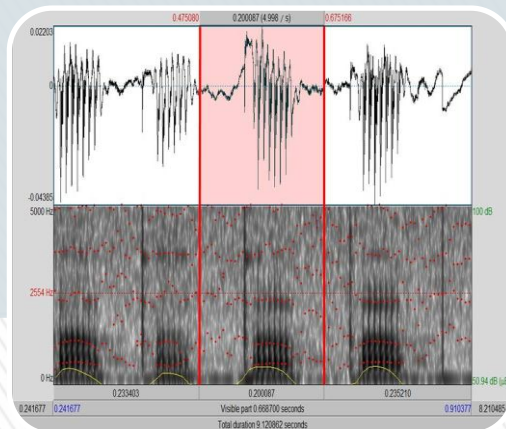 0.475080 0.200087 (4.998 / s) 0.675166
0.02203
0
-0.04385
5000 Hz 100 dB
2554 Hz
0 Hz 50.94 dB (µE
0.233403 0.200087 0.235210
0.241677 0.241677 Visible part 0.668700 seconds 0.910377 8.210485
Total duration 9.120862 seconds